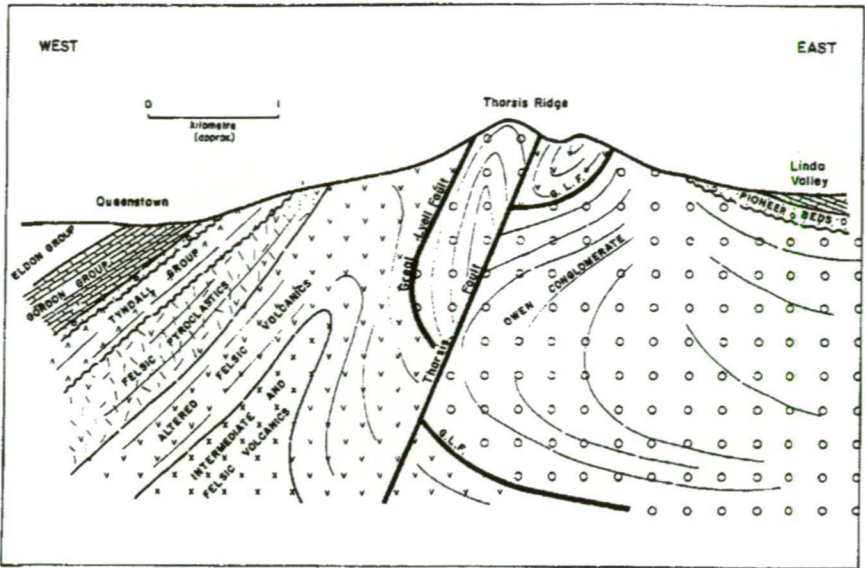 WEST
EAST
0 1
kilometre
(approx)
Thorsis Ridge
Linda
Valley
Queenstown
PIONEER BEDS
G.L.F.
Great Lyell Fault
ELDON GROUP
GORDON GROUP
TYNDALL GROUP
FELSIC PYROCLASTICS
ALTERED FELSIC VOLCANICS
INTERMEDIATE AND
FELSIC VOLCANICS
OWEN CONGLOMERATE
Thorsis Fault
G.L.F.